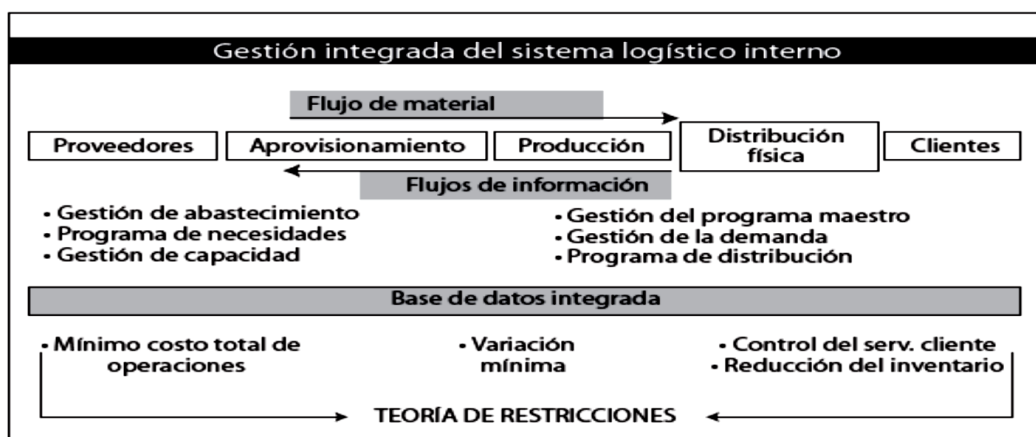 Gestión integrada del sistema logístico interno
Flujo de material
Proveedores
Aprovisionamiento
Producción
Distribución
física
Clientes
Flujos de información
• Gestión de abastecimiento
• Programa de necesidades
• Gestión de capacidad
• Gestión del programa maestro
• Gestión de la demanda
• Programa de distribución
Base de datos integrada
• Mínimo costo total de
operaciones
• Variación
mínima
• Control del serv. cliente
• Reducción del inventario
TEORÍA DE RESTRICCIONES